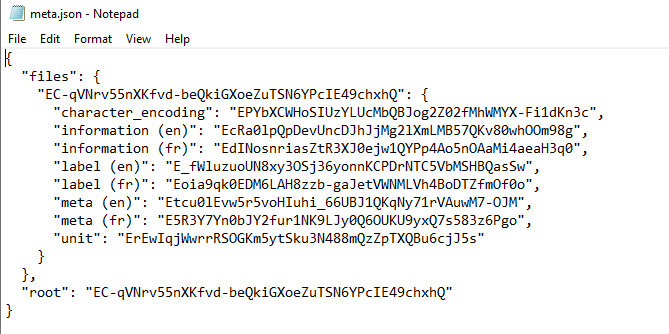 meta.json - Notepad
File Edit Format View Help
{
"files": {
"EC-qVNrv55nXKfvd-beQkiGXoeZuTSN6YPcIE49chxhQ": {
"character_encoding": "EPYbXCWHoSIUzYLUcMbQBJog2Z02fMhWMYX-Fi1dKn3c",
"information (en)": "EcRa0lpQpDevUncDJhJjMg2lXmLMB57QKv80whOOm98g",
"information (fr)": "EdINosnriasZtR3XJ0ejw1QYPp4Ao5nOAaMi4aeaH3q0",
"label (en)": "E_fWluzuoUN8xy3OSj36yonnKCPDrNTC5VbMSHBQasSw",
"label (fr)": "Eoia9qk0EDM6LAH8zzb-gaJetVWNMLVh4BoDTZfmOf0o",
"meta (en)": "Etcu0lEvw5r5voHIuhi_66UBJ1QKqNy71rVAuwM7-OJM",
"meta (fr)": "E5R3Y7Yn0bJY2fur1NK9LJy0Q6OUKU9yxQ7s583z6Pgo",
"unit": "ErEwIqjWwrrRSOGKm5ytSku3N488mQzZpTXQBu6cjJ5s"
}
},
"root": "EC-qVNrv55nXKfvd-beQkiGXoeZuTSN6YPcIE49chxhQ"
}